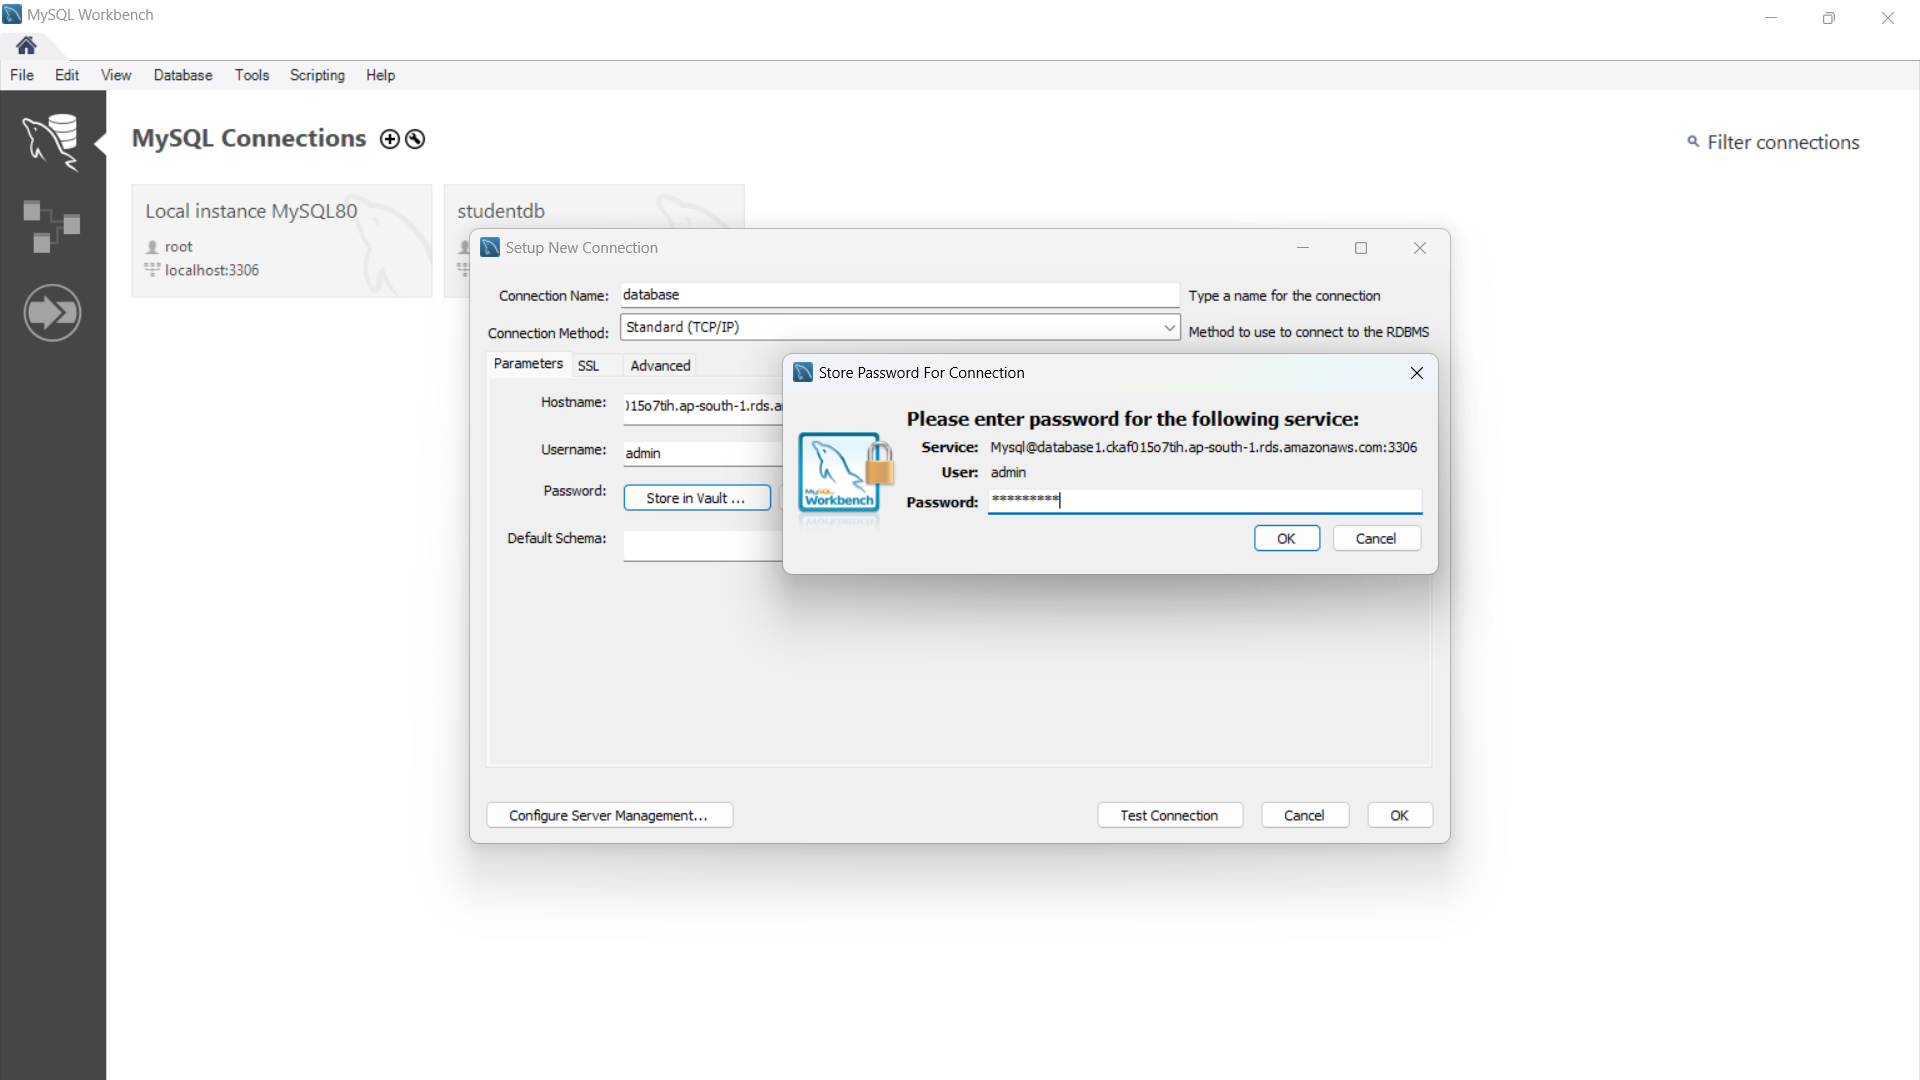 MySQL Workbench
File Edit View Database Tools Scripting Help
MySQL Connections
Filter connections
Local instance MySQL80
root
localhost:3306
studentdb
Setup New Connection
Connection Name: database Type a name for the connection
Connection Method: Standard (TCP/IP) Method to use to connect to the RDBMS
Parameters SSL Advanced
Hostname: 015o7tih.ap-south-1.rds.a
Username: admin
Password: Store in Vault ...
Default Schema:
Store Password For Connection
Please enter password for the following service:
Service: Mysql@database1.ckaf015o7tih.ap-south-1.rds.amazonaws.com:3306
User: admin
Password: *********
MySQL
Workbench
OK Cancel
Configure Server Management... Test Connection Cancel OK